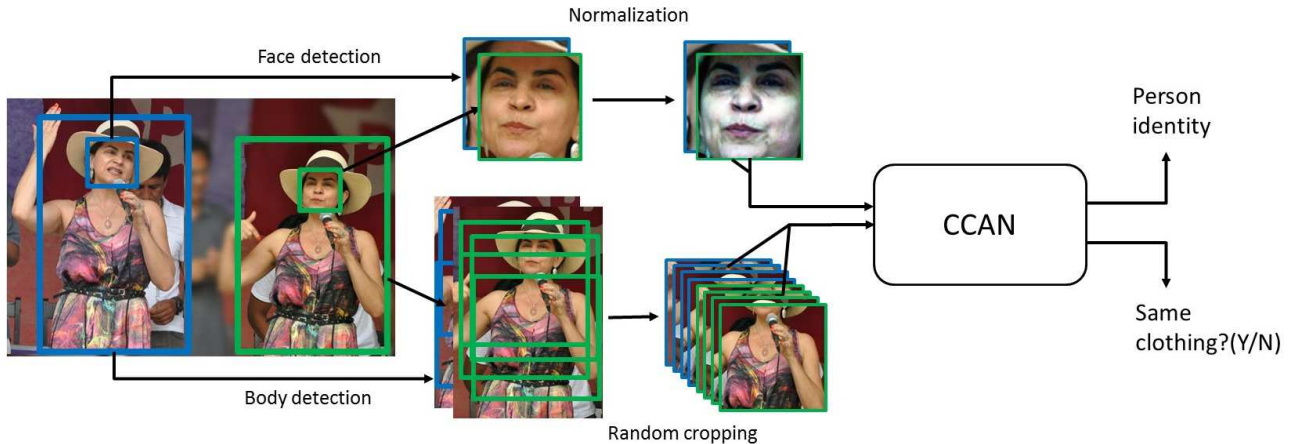 Normalization
Face detection
Person
identity
CCAN
Same
clothing?(Y/N)
Body detection
Random cropping